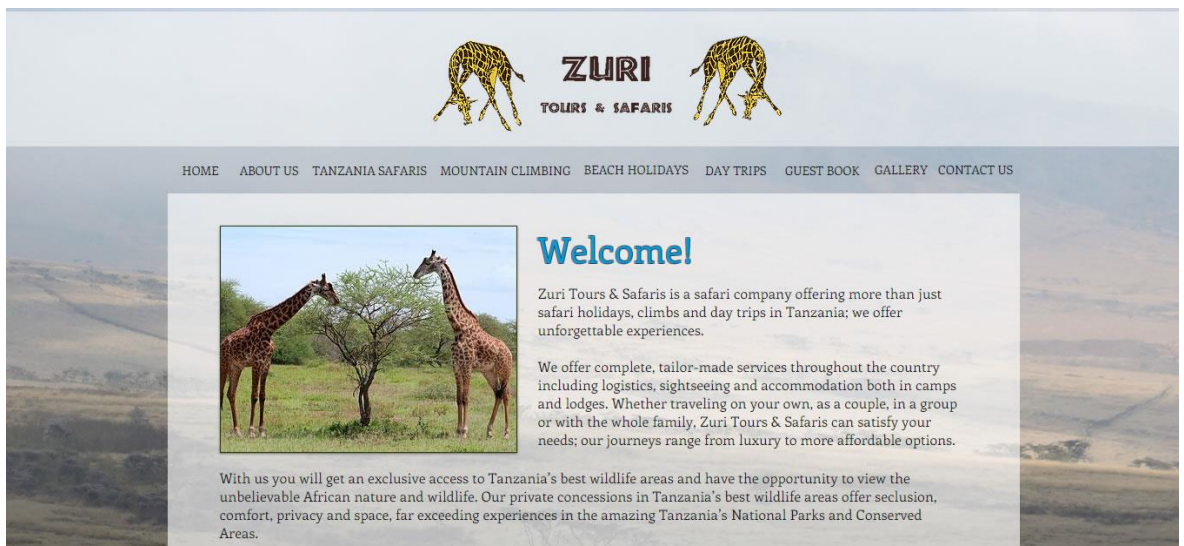 ZURI
TOURS & SAFARIS
HOME ABOUT US TANZANIA SAFARIS MOUNTAIN CLIMBING BEACH HOLIDAYS DAY TRIPS GUEST BOOK GALLERY CONTACT US
Welcome!
Zuri Tours & Safaris is a safari company offering more than just
safari holidays, climbs and day trips in Tanzania; we offer
unforgettable experiences.
We offer complete, tailor-made services throughout the country
including logistics, sightseeing and accommodation both in camps
and lodges. Whether traveling on your own, as a couple, in a group
or with the whole family, Zuri Tours & Safaris can satisfy your
needs; our journeys range from luxury to more affordable options.
With us you will get an exclusive access to Tanzania's best wildlife areas and have the opportunity to view the
unbelievable African nature and wildlife. Our private concessions in Tanzania's best wildlife areas offer seclusion,
comfort, privacy and space, far exceeding experiences in the amazing Tanzania's National Parks and Conserved
Areas.